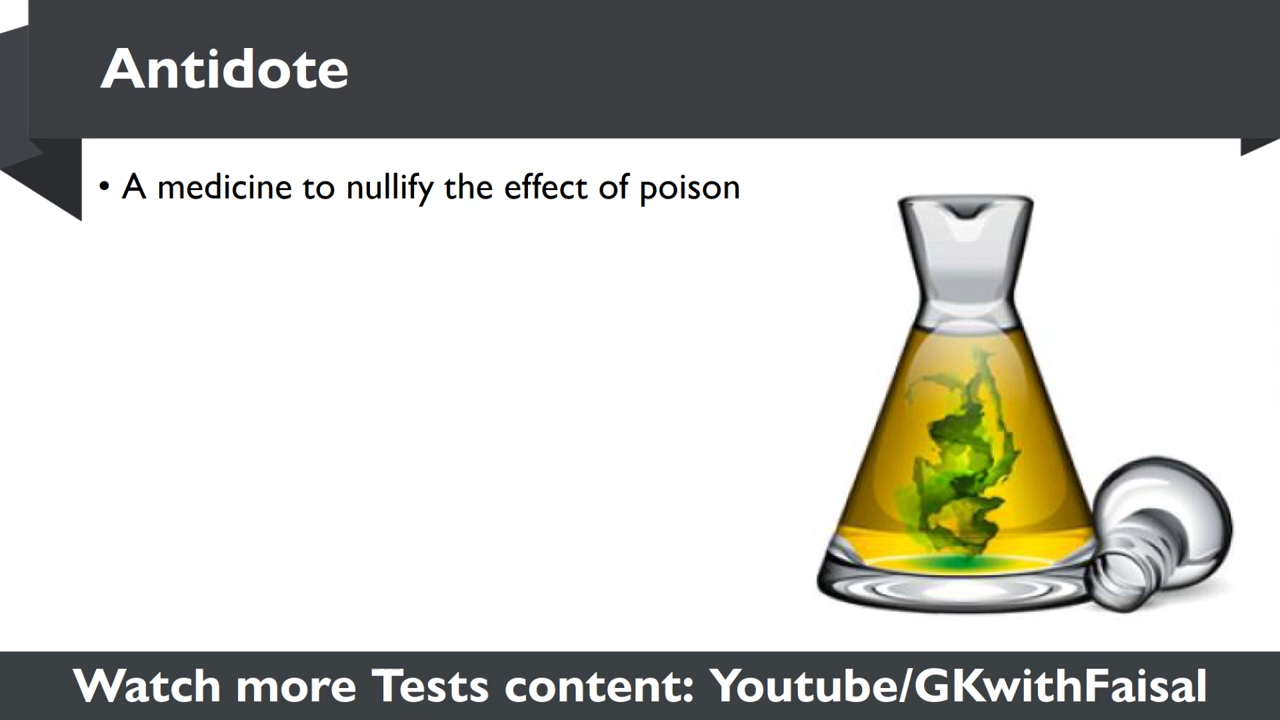 Antidote
• A medicine to nullify the effect of poison
Watch more Tests content: Youtube/GKwithFaisal